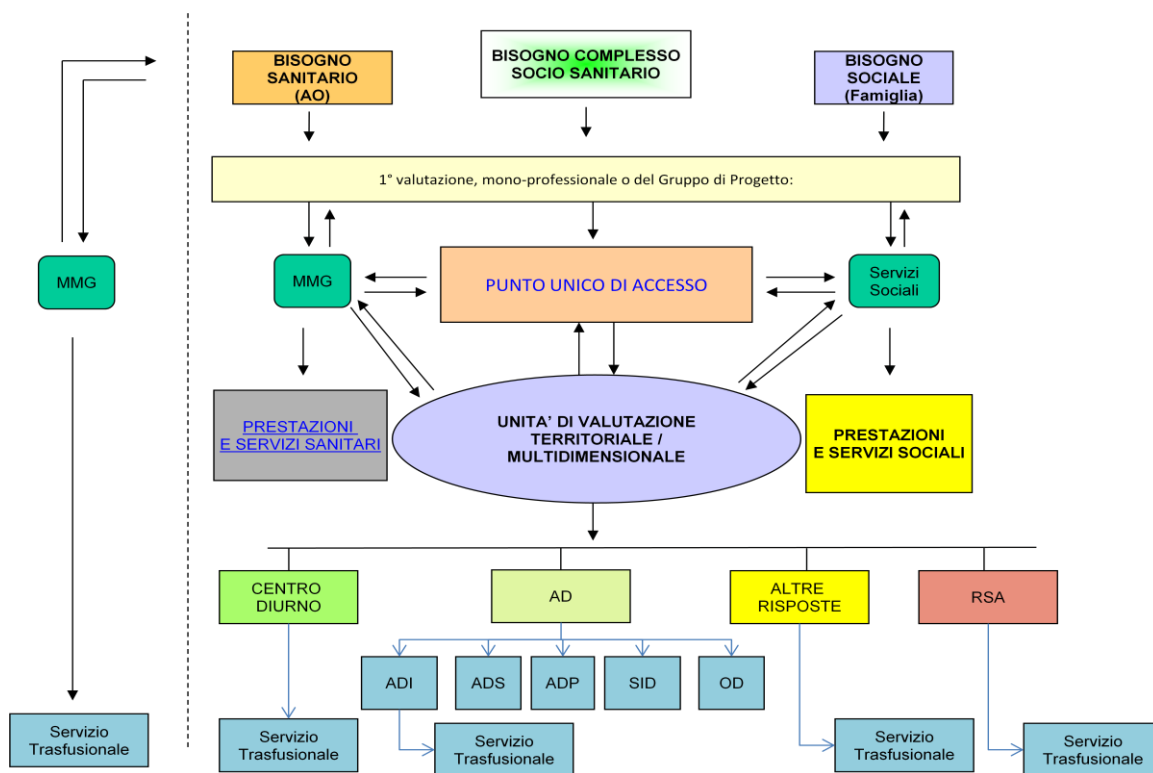 BISOGNO
SANITARIO
(AO)
BISOGNO COMPLESSO
SOCIO SANITARIO
BISOGNO
SOCIALE
(Famiglia)
1° valutazione, mono-professionale o del Gruppo di Progetto:
MMG
MMG
PUNTO UNICO DI ACCESSO
Servizi
Sociali
PRESTAZIONI
E SERVIZI SANITARI
UNITA’ DI VALUTAZIONE
TERRITORIALE /
MULTIDIMENSIONALE
PRESTAZIONI
E SERVIZI SOCIALI
CENTRO
DIURNO
AD
ALTRE
RISPOSTE
RSA
ADI
ADS
ADP
SID
OD
Servizio
Trasfusionale
Servizio
Trasfusionale
Servizio
Trasfusionale
Servizio
Trasfusionale
Servizio
Trasfusionale